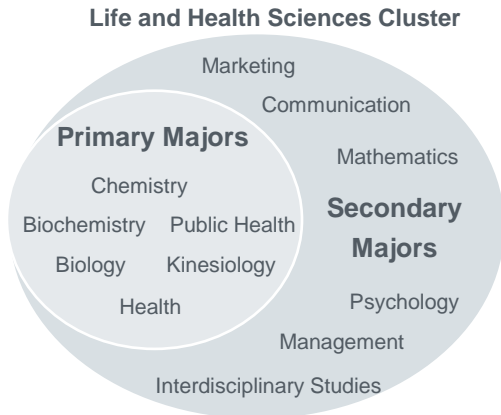 Life and Health Sciences Cluster
Marketing
Communication
Primary Majors
Mathematics
Chemistry
Biochemistry Public Health
Secondary
Majors
Biology Kinesiology
Health
Psychology
Management
Interdisciplinary Studies